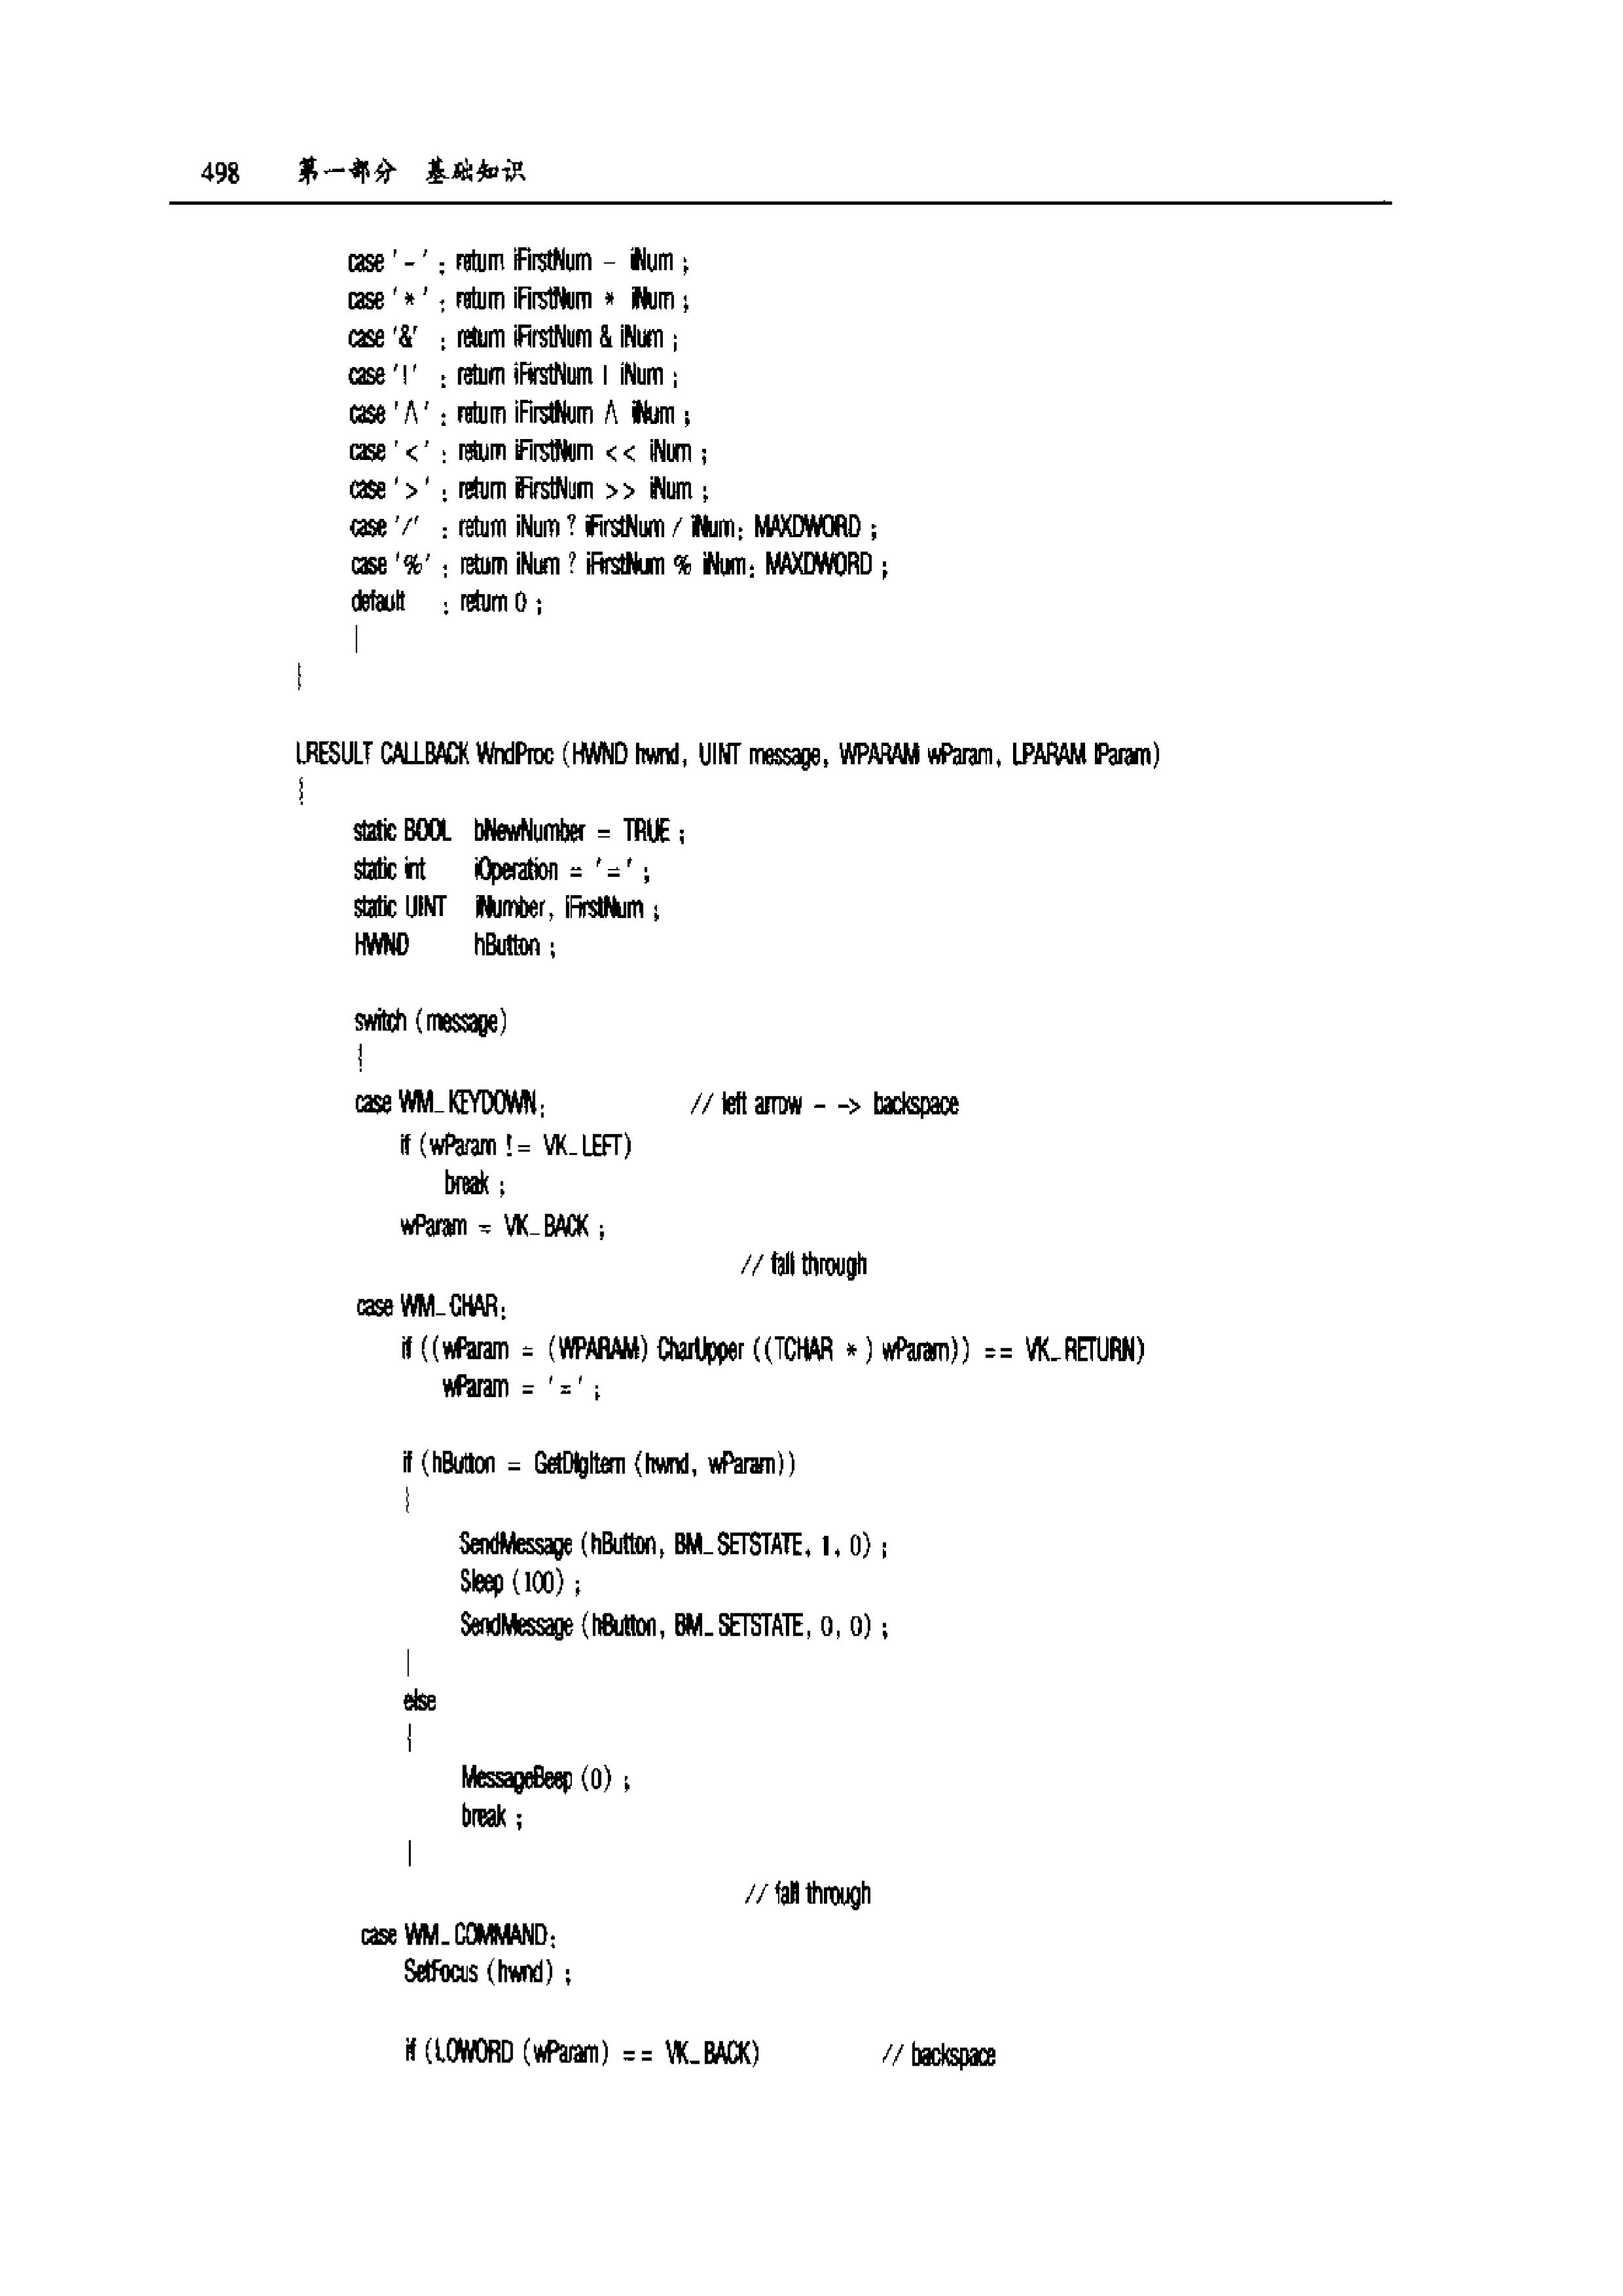 498 第一部分 基础知识
case '-' : return iFirstNum - iNum ;
case '*' : return iFirstNum * iNum ;
case '&' : return iFirstNum & iNum ;
case '|' : return iFirstNum | iNum ;
case '∧' : return iFirstNum ∧ iNum ;
case '<' : return iFirstNum << iNum ;
case '>' : return iFirstNum >> iNum ;
case '/' : return iNum ? iFirstNum / iNum: MAXDWORD ;
case '%' : return iNum ? iFirstNum % iNum: MAXDWORD ;
default : return 0 ;
}
}
LRESULT CALLBACK WndProc (HWND hwnd, UINT message, WPARAM wParam, LPARAM lParam)
{
static BOOL bNewNumber = TRUE ;
static int iOperation = '=' ;
static UINT iNumber, iFirstNum ;
HWND hButton ;
switch (message)
{
case WM_KEYDOWN: // left arrow - -> backspace
if (wParam != VK_LEFT)
break ;
wParam = VK_BACK ;
// fall through
case WM_CHAR:
if ((wParam = (WPARAM) CharUpper ((TCHAR *) wParam)) == VK_RETURN)
wParam = '=' ;
if (hButton = GetDlgItem (hwnd, wParam))
{
SendMessage (hButton, BM_SETSTATE, 1, 0) ;
Sleep (100) ;
SendMessage (hButton, BM_SETSTATE, 0, 0) ;
}
else
{
MessageBeep (0) ;
break ;
}
// fall through
case WM_COMMAND:
SetFocus (hwnd) ;
if (LOWORD (wParam) == VK_BACK) // backspace